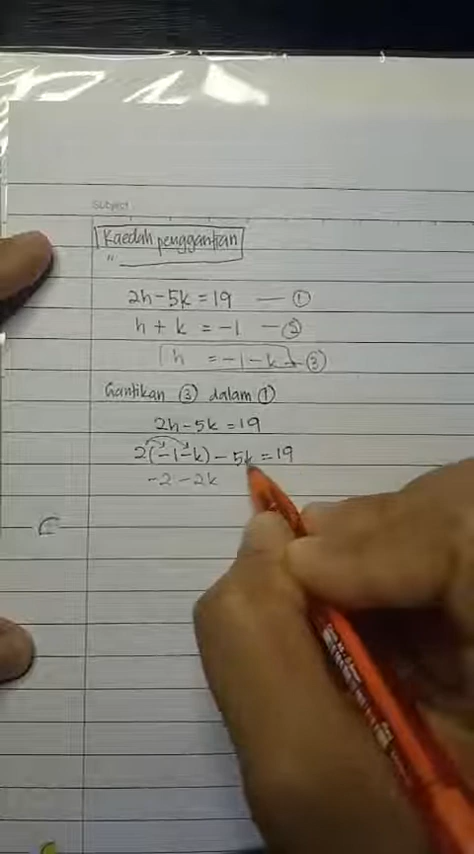 Subject
Kaedah penggantian
2h - 5k = 19 — ①
h + k = -1 — ②
h = -1 - k — ③
Gantikan ③ dalam ①
2h - 5k = 19
2(-1 - k) - 5k = 19
-2 - 2k